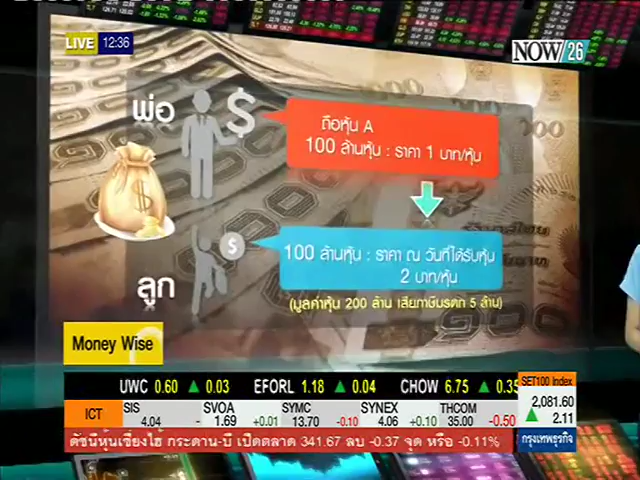 LIVE 12:36
NOW 26
พ่อ
$
ถือหุ้น A
100 ล้านหุ้น : ราคา 1 บาท/หุ้น
$
$
100 ล้านหุ้น : ราคา ณ วันที่ได้รับหุ้น
2 บาท/หุ้น
ลูก
(มูลค่าหุ้น 200 ล้าน เสียภาษีมรดก 5 ล้าน)
Money Wise
UWC 0.60 ▲ 0.03 EFORL 1.18 ▲ 0.04 CHOW 6.75 ▲ 0.35
SET100 Index
2,081.60
▲ 2.11
ICT
SIS SVOA SYMC SYNEX THCOM
4.04 - 1.69 +0.01 13.70 -0.10 4.06 +0.10 35.00 -0.50
ดัชนีหุ้นเซี่ยงไฮ้ กระดาน-บี เปิดตลาด 341.67 ลบ -0.37 จุด หรือ -0.11%
กรุงเทพธุรกิจ